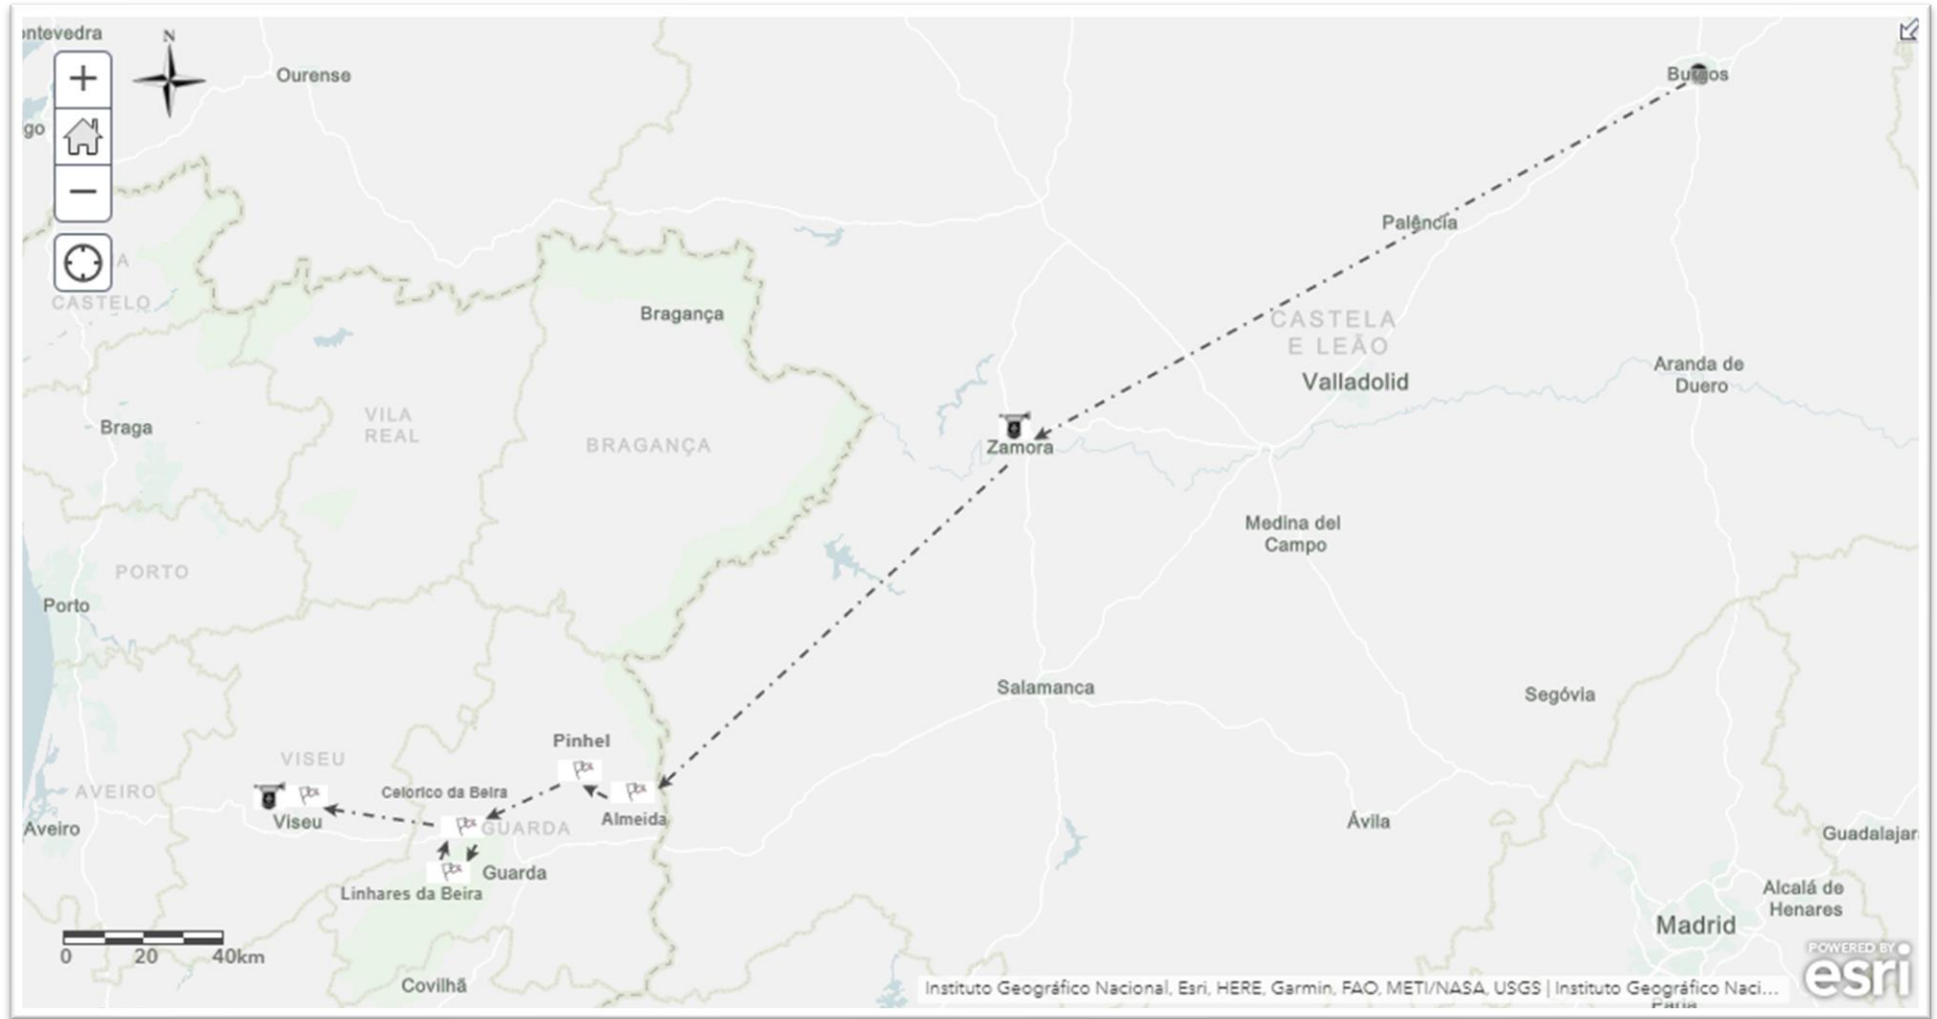 ontevedra
N
Ourense
Burgos
go
Palência
A
CASTELO
Bragança
CASTELA
E LEÃO
Valladolid
Aranda de
Duero
Braga
VILA
REAL
BRAGANÇA
Zamora
Medina del
Campo
PORTO
Porto
Salamanca
Segóvia
Pinhel
VISEU
AVEIRO
Celorico da Beira
Almeida
Viseu
GUARDA
Aveiro
Ávila
Guadalajar
Guarda
Linhares da Beira
Alcalá de
Henares
Madrid
0 20 40km
Covilhã
POWERED BY
esri
Instituto Geográfico Nacional, Esri, HERE, Garmin, FAO, METI/NASA, USGS | Instituto Geográfico Naci...